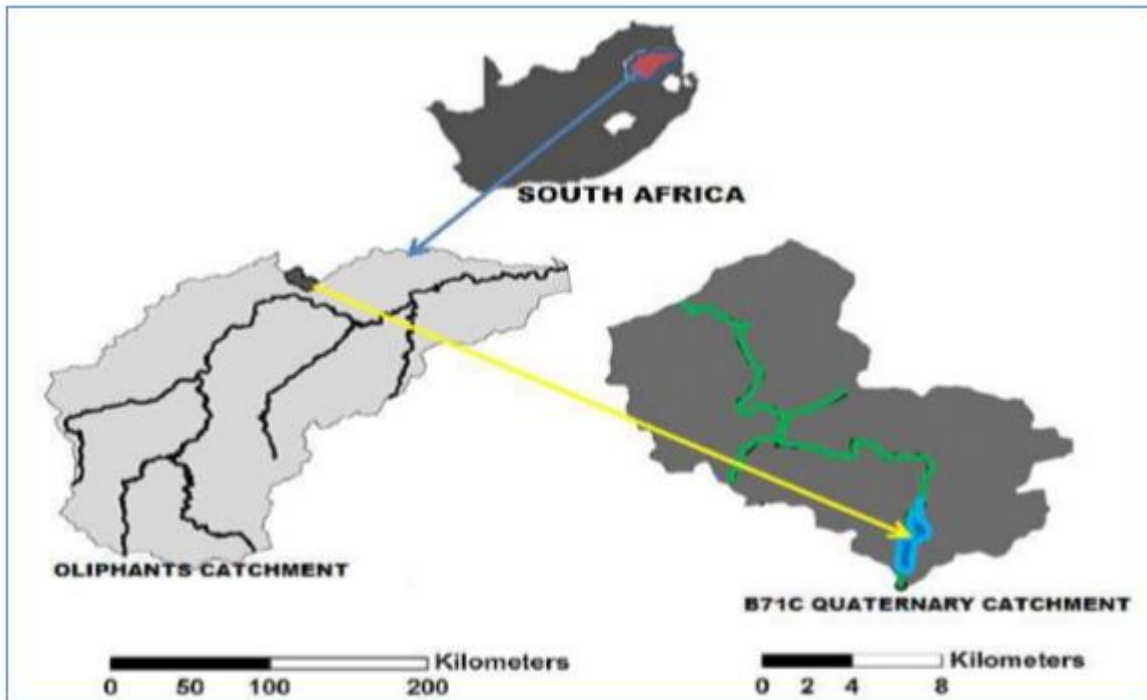 SOUTH AFRICA
OLIPHANTS CATCHMENT
B71C QUATERNARY CATCHMENT
Kilometers
0 50 100 200
Kilometers
0 2 4 8